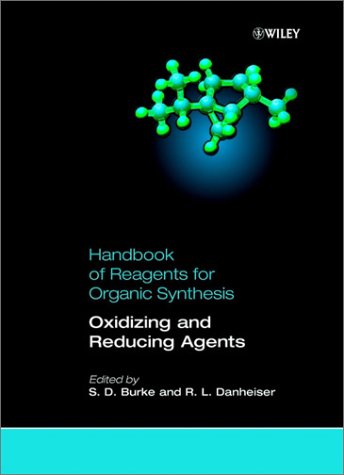 WILEY
Handbook
of Reagents for
Organic Synthesis
Oxidizing and
Reducing Agents
Edited by
S. D. Burke and R. L. Danheiser